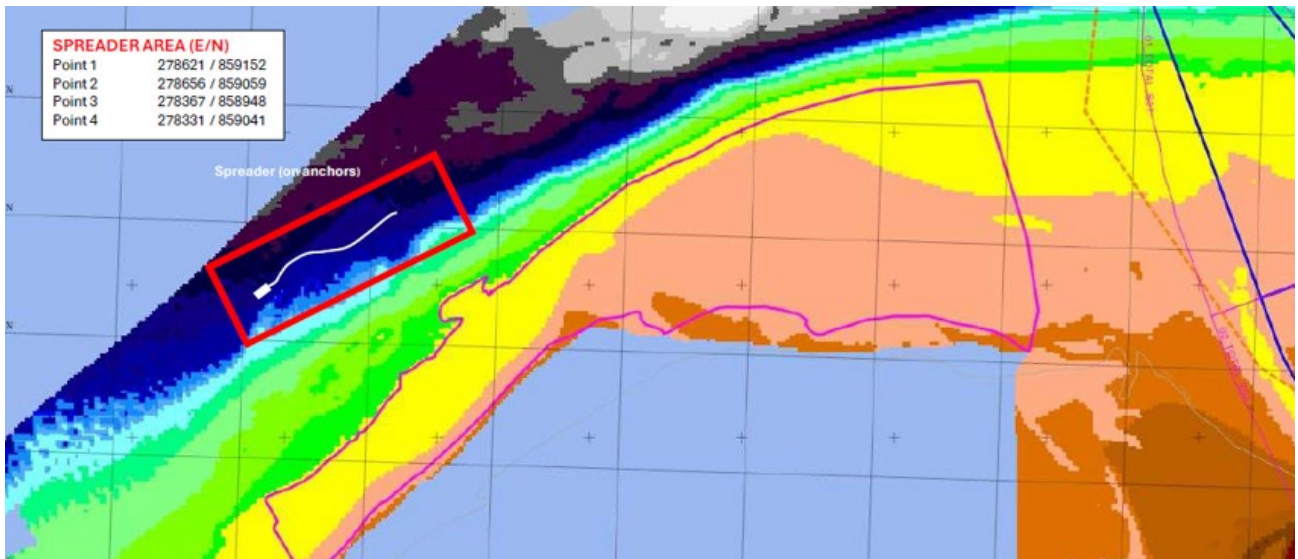 SPREADER AREA (E/N)
Point 1 278621 / 859152
Point 2 278656 / 859059
Point 3 278367 / 858948
Point 4 278331 / 859041
Spreader (on anchors)
N
N
N
N